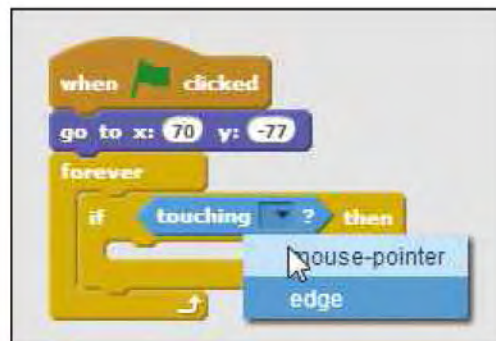 when clicked
go to x: 70 y: -77
forever
if touching ? then
mouse-pointer
edge